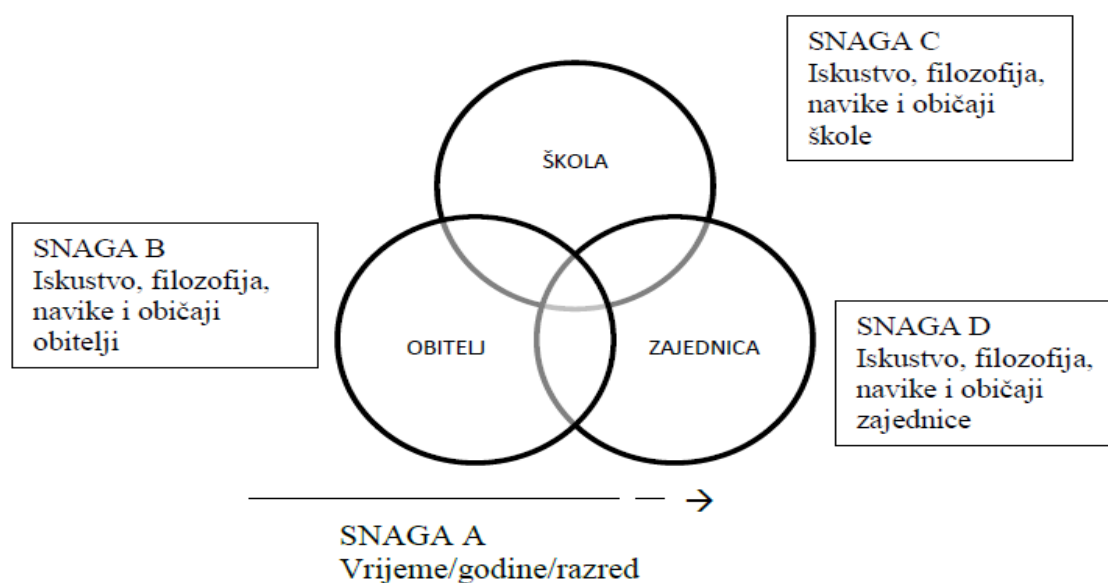 SNAGA C
Iskustvo, filozofija,
navike i običaji
škole
ŠKOLA
SNAGA B
Iskustvo, filozofija,
navike i običaji
obitelji
OBITELJ
ZAJEDNICA
SNAGA D
Iskustvo, filozofija,
navike i običaji
zajednice
SNAGA A
Vrijeme/godine/razred